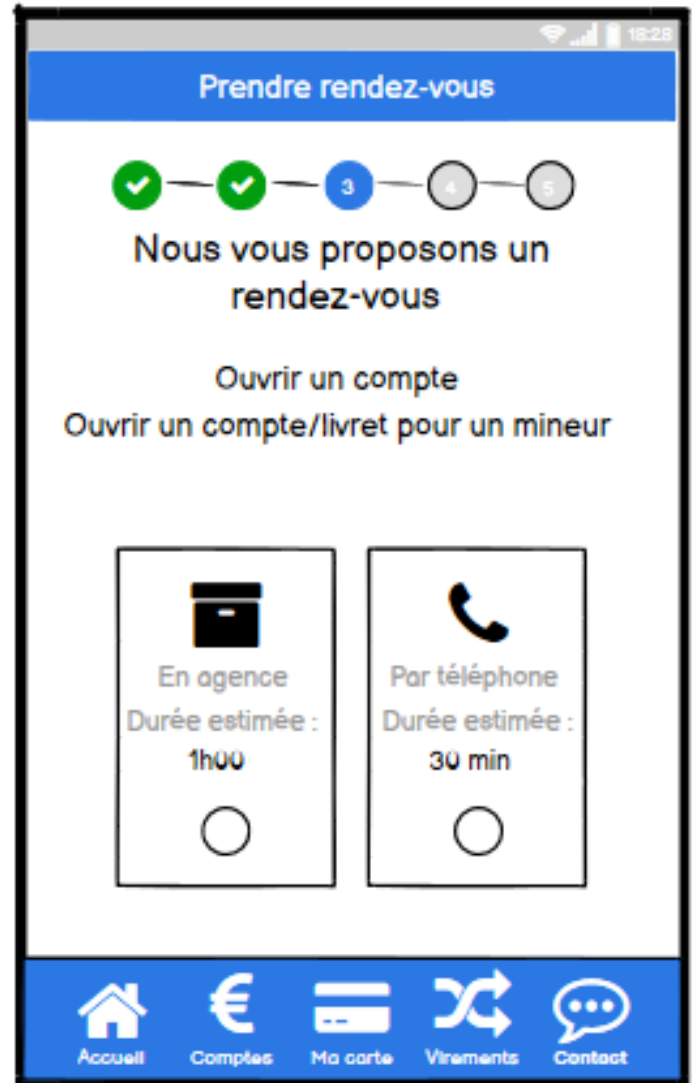 18:28
Prendre rendez-vous
3 4 5
Nous vous proposons un
rendez-vous
Ouvrir un compte
Ouvrir un compte/livret pour un mineur
En agence
Durée estimée :
1h00
Par téléphone
Durée estimée :
30 min
Accueil Comptes Ma carte Virements Contact